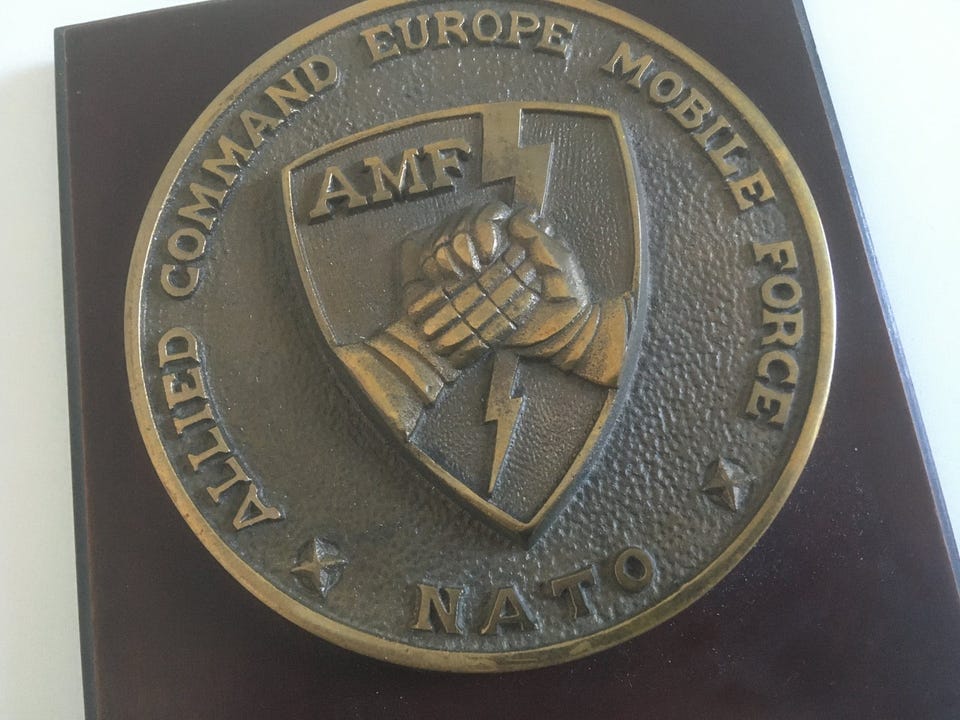 ALLIED COMMAND EUROPE MOBILE FORCE
AMF
NATO